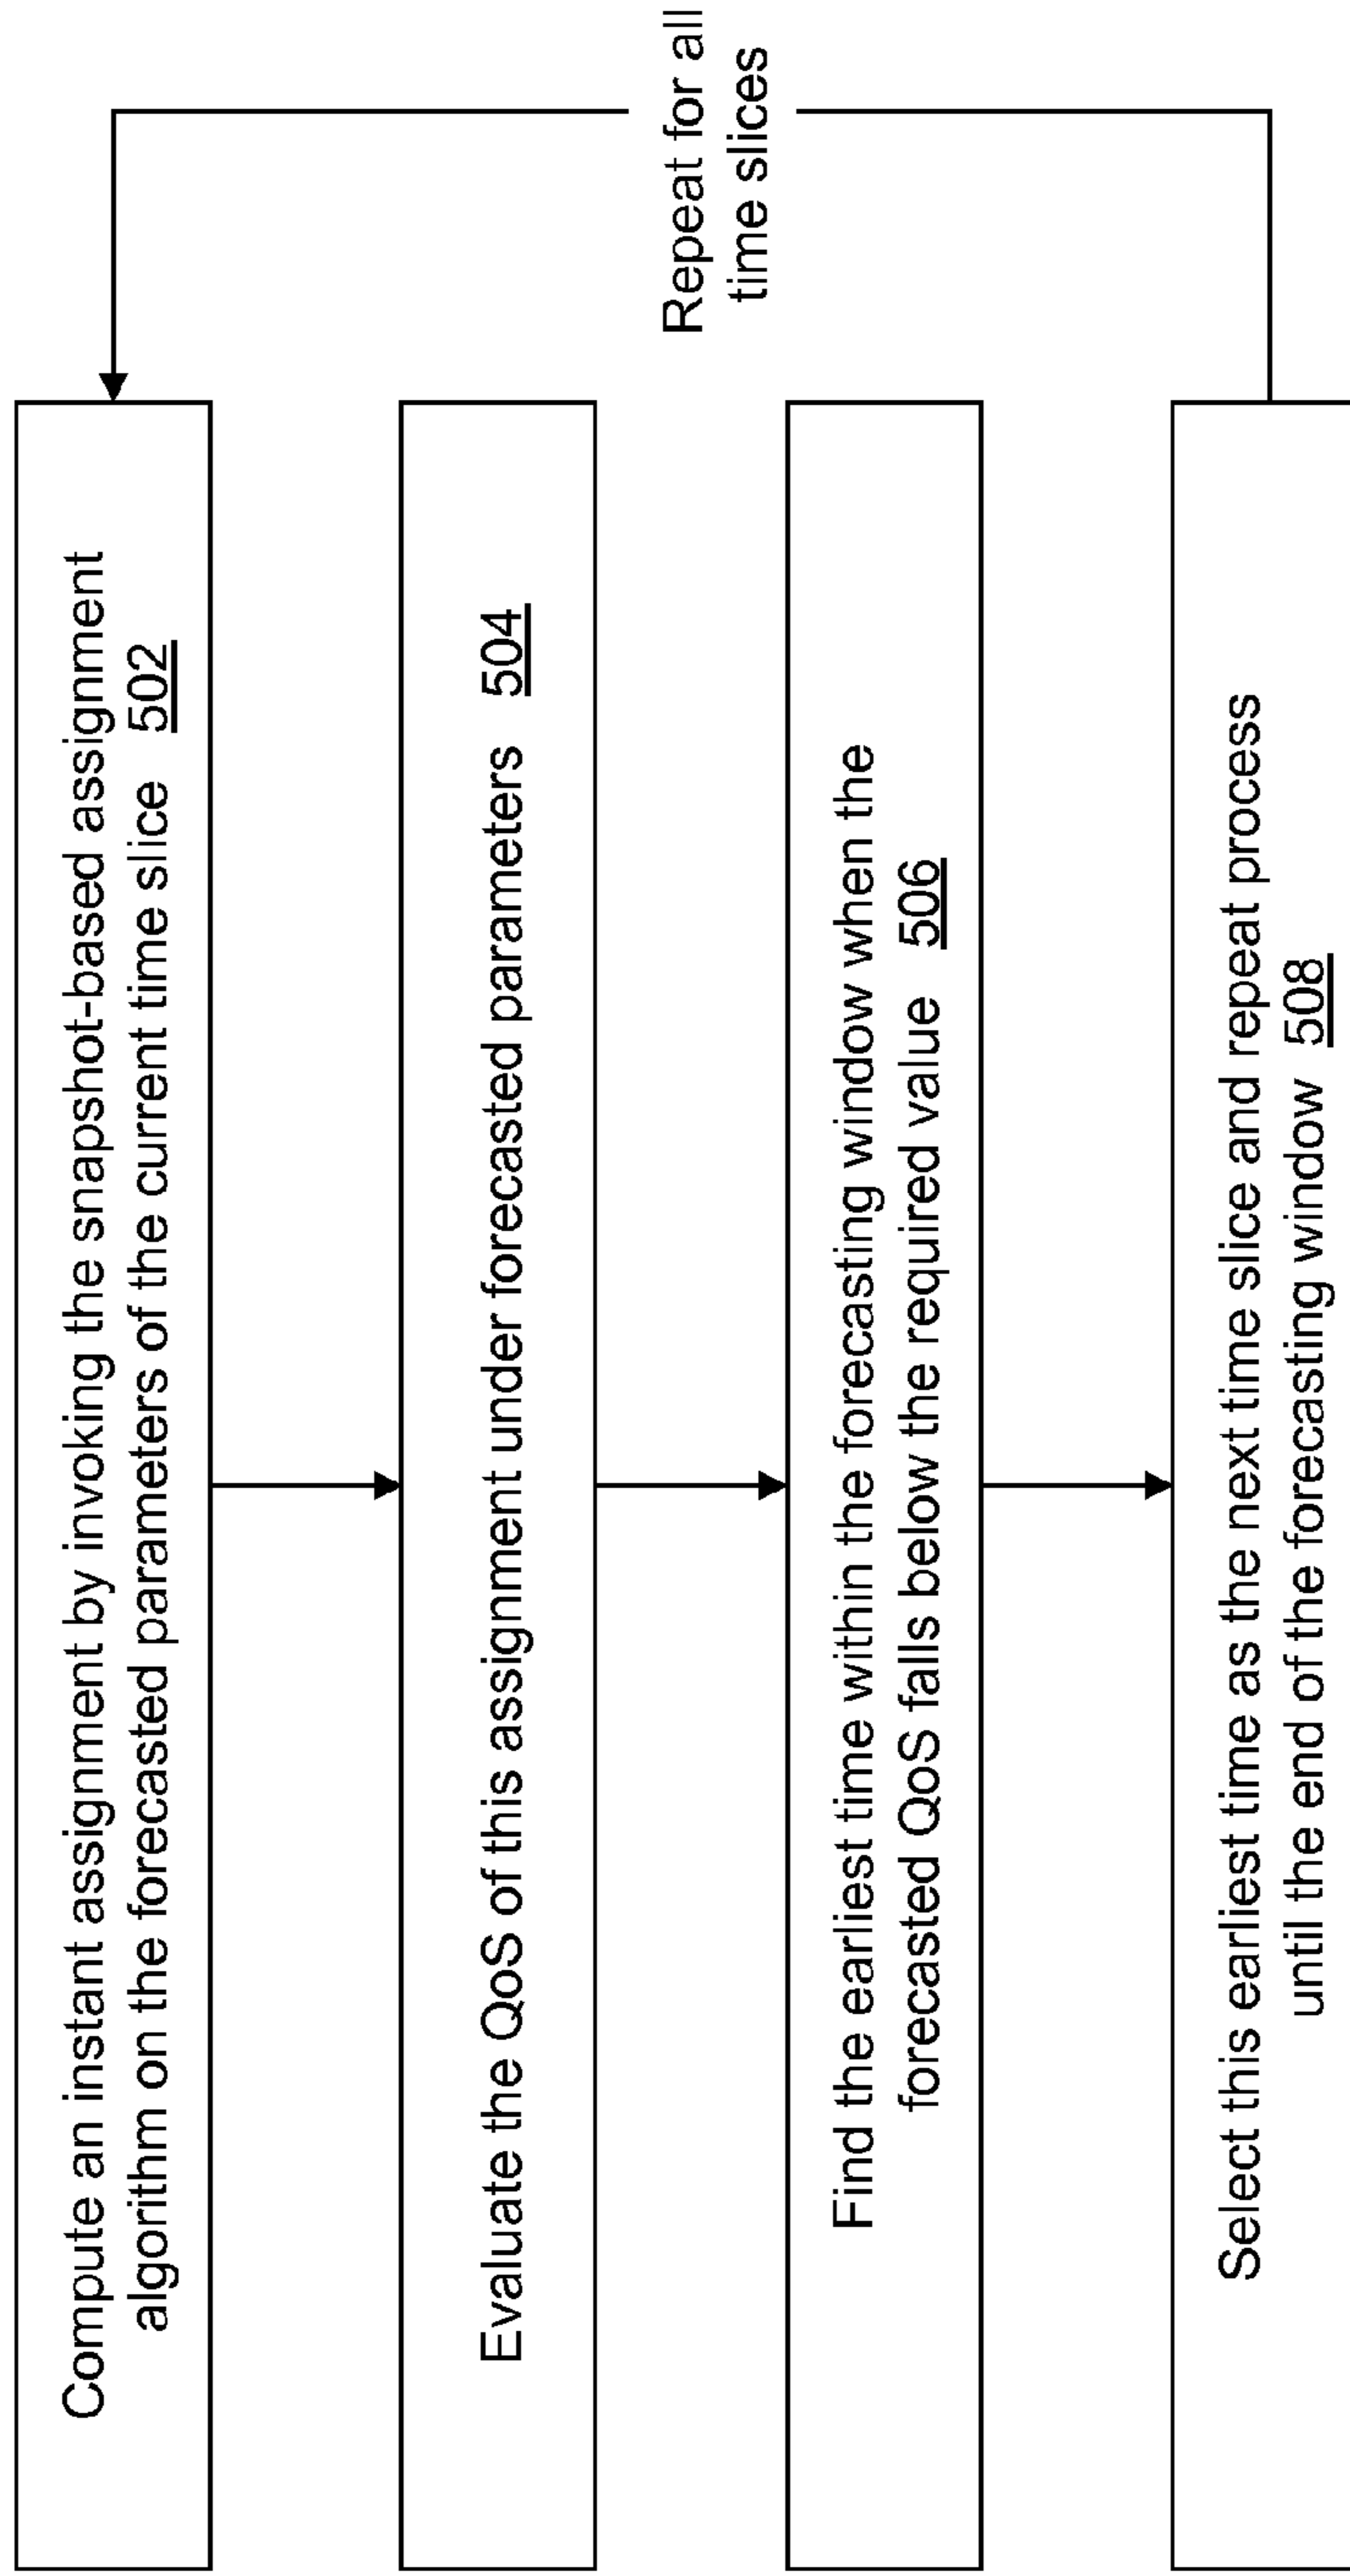 Compute an instant assignment by invoking the snapshot-based assignment
algorithm on the forecasted parameters of the current time slice 502
Evaluate the QoS of this assignment under forecasted parameters 504
Find the earliest time within the forecasting window when the
forecasted QoS falls below the required value 506
Select this earliest time as the next time slice and repeat process
until the end of the forecasting window 508
Repeat for all
time slices